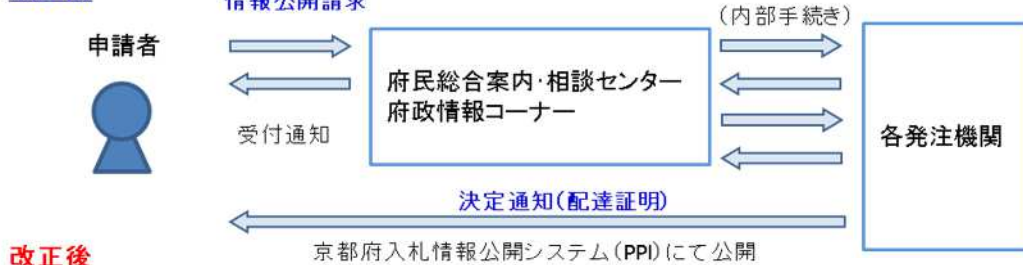 情報公開請求
(内部手続き)
申請者
府民総合案内・相談センター
府政情報コーナー
受付通知
各発注機関
決定通知(配達証明)
京都府入札情報公開システム(PPI)にて公開
改正後